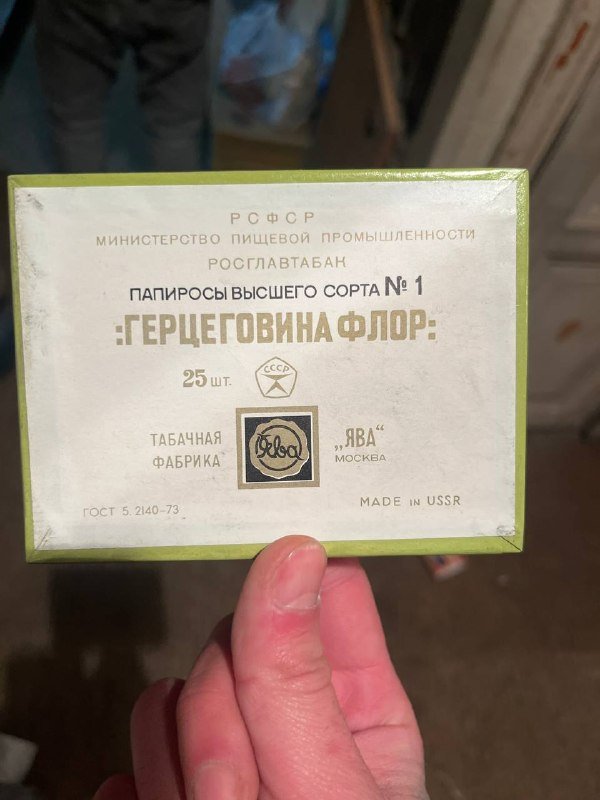 РСФСР
МИНИСТЕРСТВО ПИЩЕВОЙ ПРОМЫШЛЕННОСТИ
РОСГЛАВТАБАК
ПАПИРОСЫ ВЫСШЕГО СОРТА № 1
:ГЕРЦЕГОВИНА ФЛОР:
25 шт.
СССР
ТАБАЧНАЯ
ФАБРИКА
Ява
„ЯВА“
МОСКВА
ГОСТ 5. 2140-73
MADE IN USSR